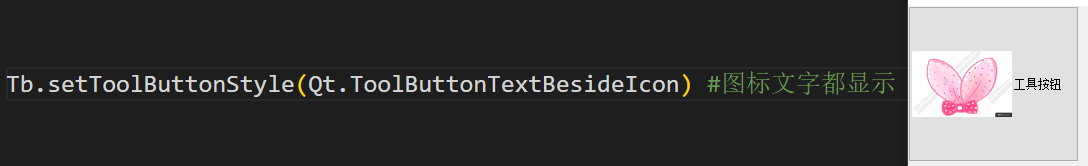 Tb.setToolButtonStyle(Qt.ToolButtonTextBesideIcon) #图标文字都显示
工具按钮